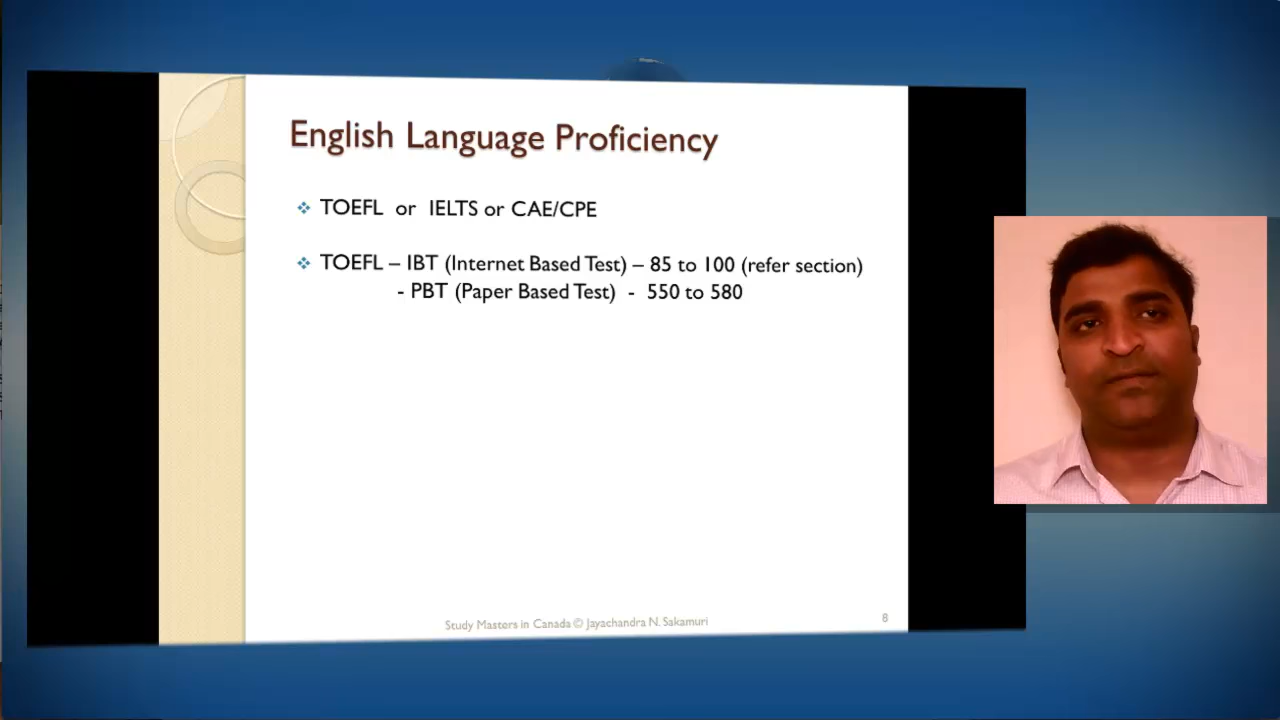 English Language Proficiency
TOEFL or IELTS or CAE/CPE
TOEFL – IBT (Internet Based Test) – 85 to 100 (refer section)
- PBT (Paper Based Test) - 550 to 580
Study Masters in Canada © Jayachandra N. Sakamuri
8